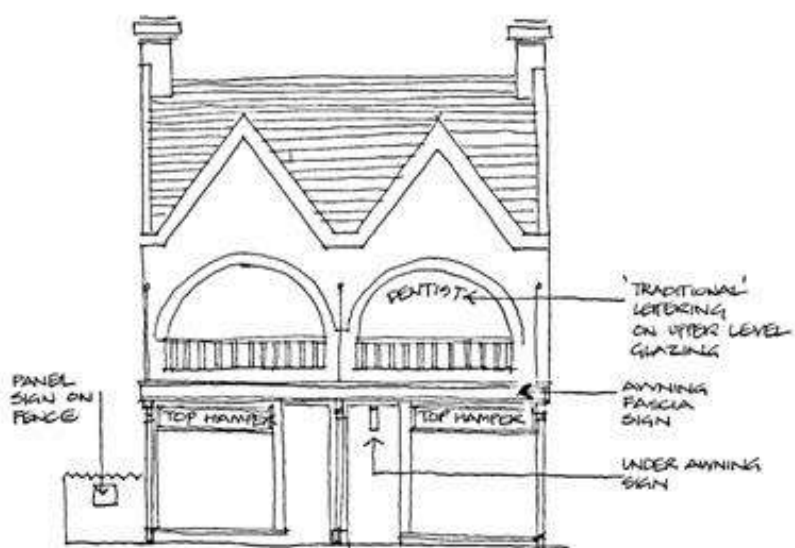 DENTIST
'TRADITIONAL'
LETTERING
ON UPPER LEVEL
GLAZING
PANEL
SIGN ON
FENCE
AWNING
FASCIA
SIGN
TOP HAMPER
TOP HAMPER
UNDER AWNING
SIGN